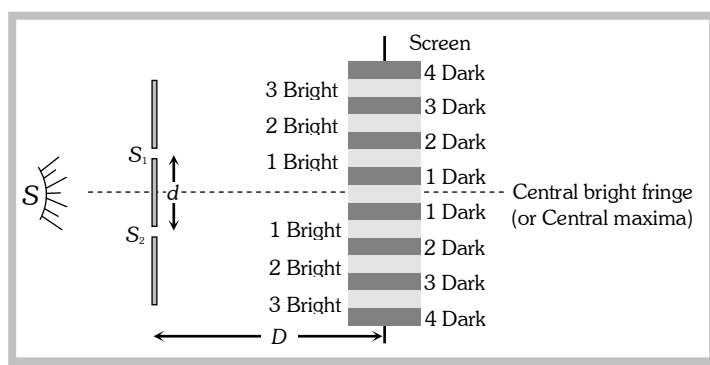 Screen
4 Dark
3 Bright
3 Dark
2 Bright
2 Dark
S₁
1 Bright
1 Dark
S
d
Central bright fringe
(or Central maxima)
1 Dark
S₂
1 Bright
2 Dark
2 Bright
3 Dark
3 Bright
4 Dark
D